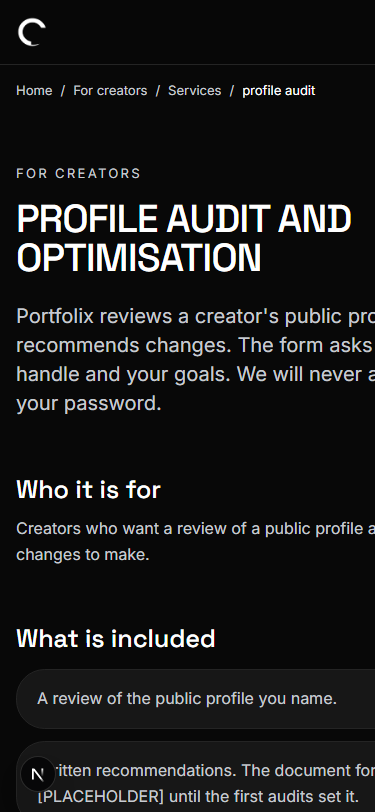 Home / For creators / Services / profile audit
FOR CREATORS
PROFILE AUDIT AND
OPTIMISATION
Portfolix reviews a creator's public pro
recommends changes. The form asks
handle and your goals. We will never a
your password.
Who it is for
Creators who want a review of a public profile a
changes to make.
What is included
A review of the public profile you name.
ritten recommendations. The document for
[PLACEHOLDER] until the first audits set it.
N